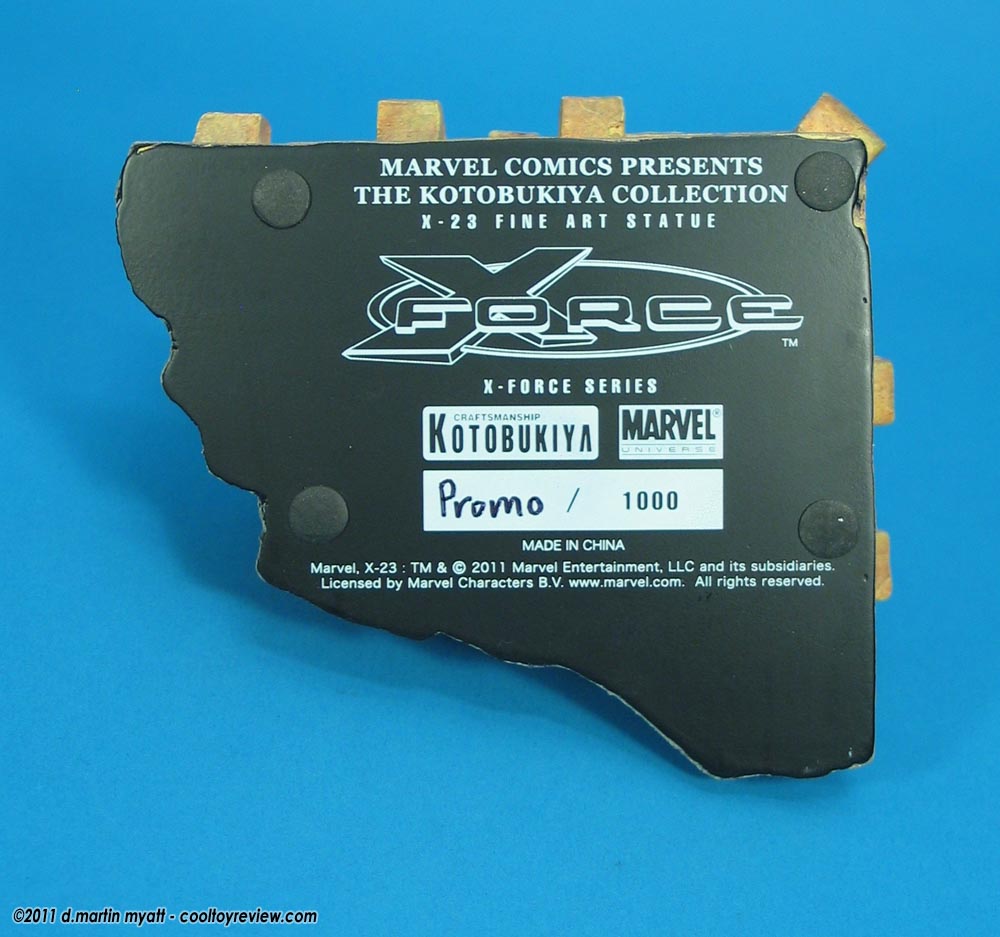 MARVEL COMICS PRESENTS
THE KOTOBUKIYA COLLECTION
X-23 FINE ART STATUE
X FORCE TM
X-FORCE SERIES
CRAFTSMANSHIP
KOTOBUKIYA
MARVEL®
UNIVERSE
Promo / 1000
MADE IN CHINA
Marvel, X-23 : TM & © 2011 Marvel Entertainment, LLC and its subsidiaries.
Licensed by Marvel Characters B.V. www.marvel.com. All rights reserved.
©2011 d.martin myatt - cooltoyreview.com